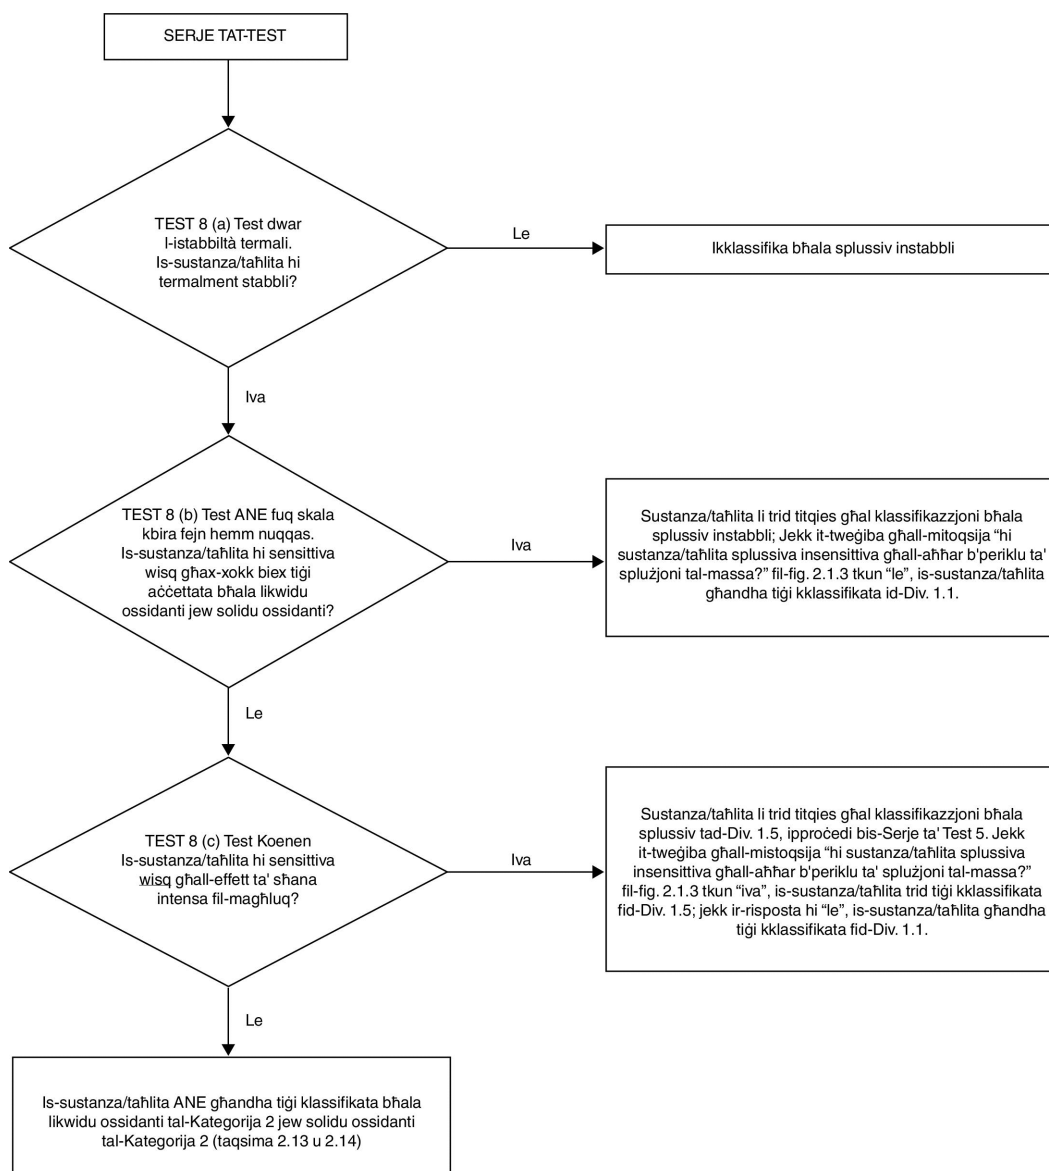 SERJE TAT-TEST
TEST 8 (a) Test dwar
l-istabbiltà termali.
Is-sustanza/taħlita hi
termalment stabbli?
Le
Ikklassifika bħala splussiv instabbli
Iva
TEST 8 (b) Test ANE fuq skala
kbira fejn hemm nuqqas.
Is-sustanza/taħlita hi sensittiva
wisq għax-xokk biex tiġi
aċċettata bħala likwidu
ossidanti jew solidu ossidanti?
Iva
Sustanza/taħlita li trid titqies għal klassifikazzjoni bħala
splussiv instabbli; Jekk it-tweġiba għall-mitoqsija “hi
sustanza/taħlita splussiva insensittiva għall-aħħar b'periklu ta'
splużjoni tal-massa?” fil-fig. 2.1.3 tkun “le”, is-sustanza/taħlita
għandha tiġi kklassifikata id-Div. 1.1.
Le
TEST 8 (c) Test Koenen
Is-sustanza/taħlita hi sensittiva
wisq għall-effett ta' sħana
intensa fil-magħluq?
Iva
Sustanza/taħlita li trid titqies għal klassifikazzjoni bħala
splussiv tad-Div. 1.5, ipproċedi bis-Serje ta' Test 5. Jekk
it-tweġiba għall-mistoqsija “hi sustanza/taħlita splussiva
insensittiva għall-aħħar b'periklu ta' splużjoni tal-massa?”
fil-fig. 2.1.3 tkun “iva”, is-sustanza/taħlita trid tiġi kklassifikata
fid-Div. 1.5; jekk ir-risposta hi “le”, is-sustanza/taħlita għandha
tiġi kklassifikata fid-Div. 1.1.
Le
Is-sustanza/taħlita ANE għandha tiġi klassifikata bħala
likwidu ossidanti tal-Kategorija 2 jew solidu ossidanti
tal-Kategorija 2 (taqsima 2.13 u 2.14)